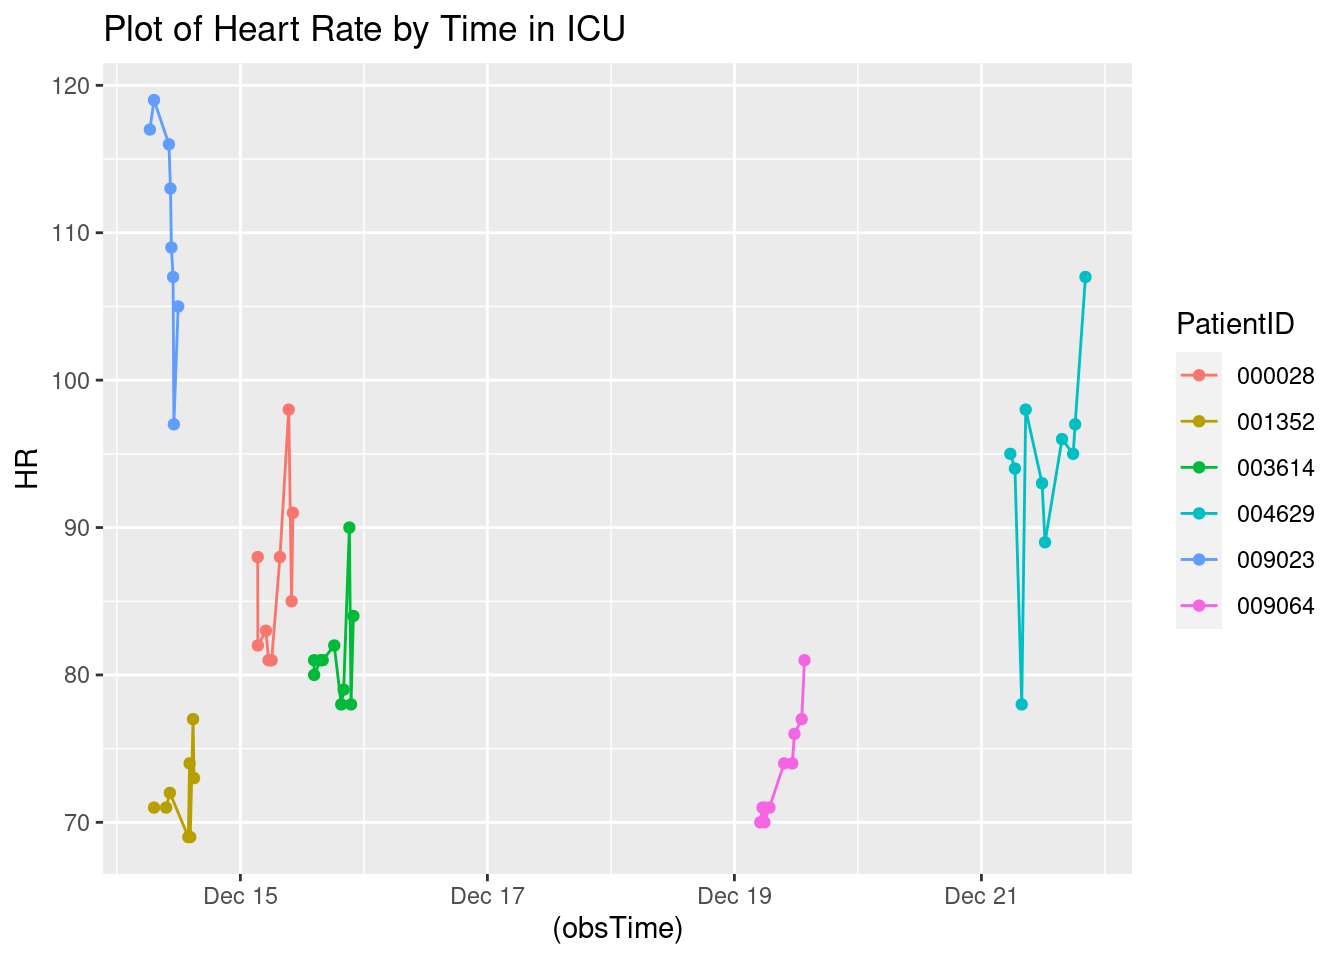 Plot of Heart Rate by Time in ICU
120
110
100
90
80
70
HR
Dec 15
Dec 17
Dec 19
Dec 21
(obsTime)
PatientID
000028
001352
003614
004629
009023
009064